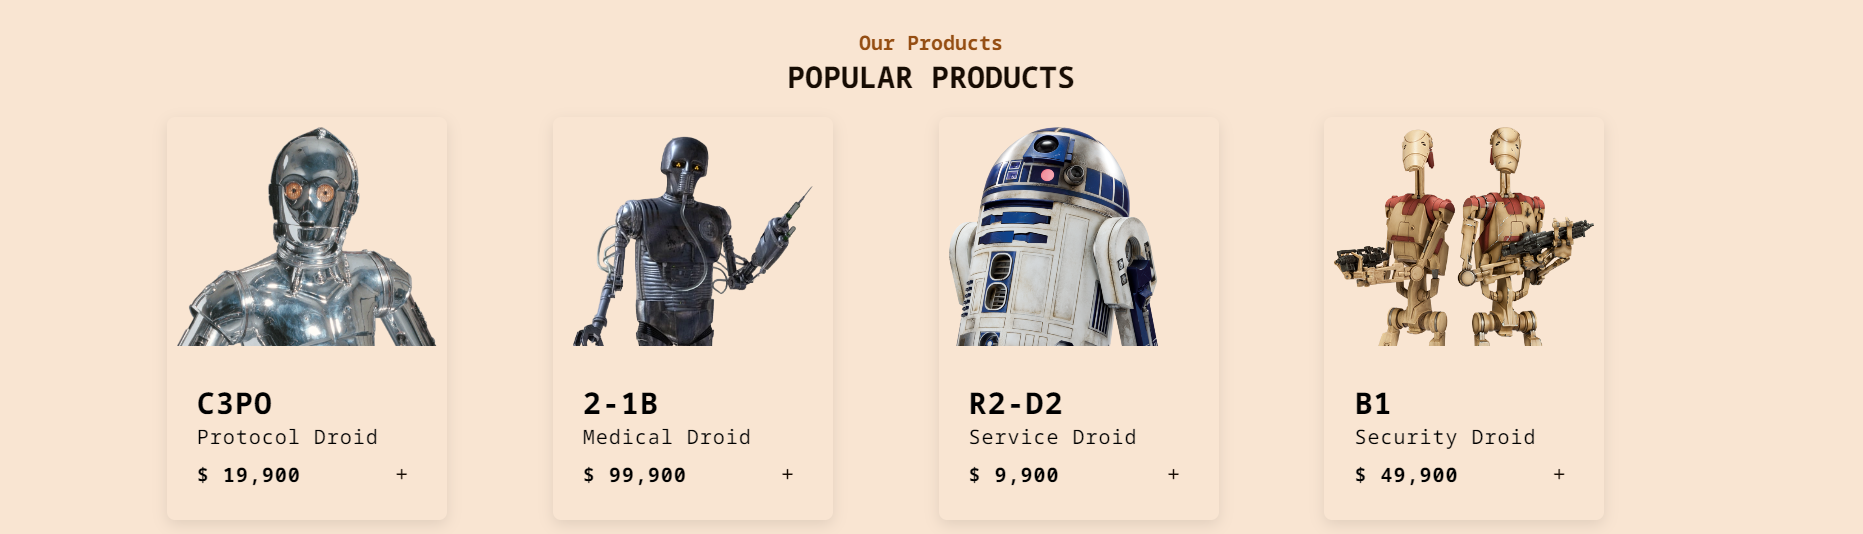 Our Products
POPULAR PRODUCTS
C3PO
Protocol Droid
$ 19,900 +
2-1B
Medical Droid
$ 99,900 +
R2-D2
Service Droid
$ 9,900 +
B1
Security Droid
$ 49,900 +